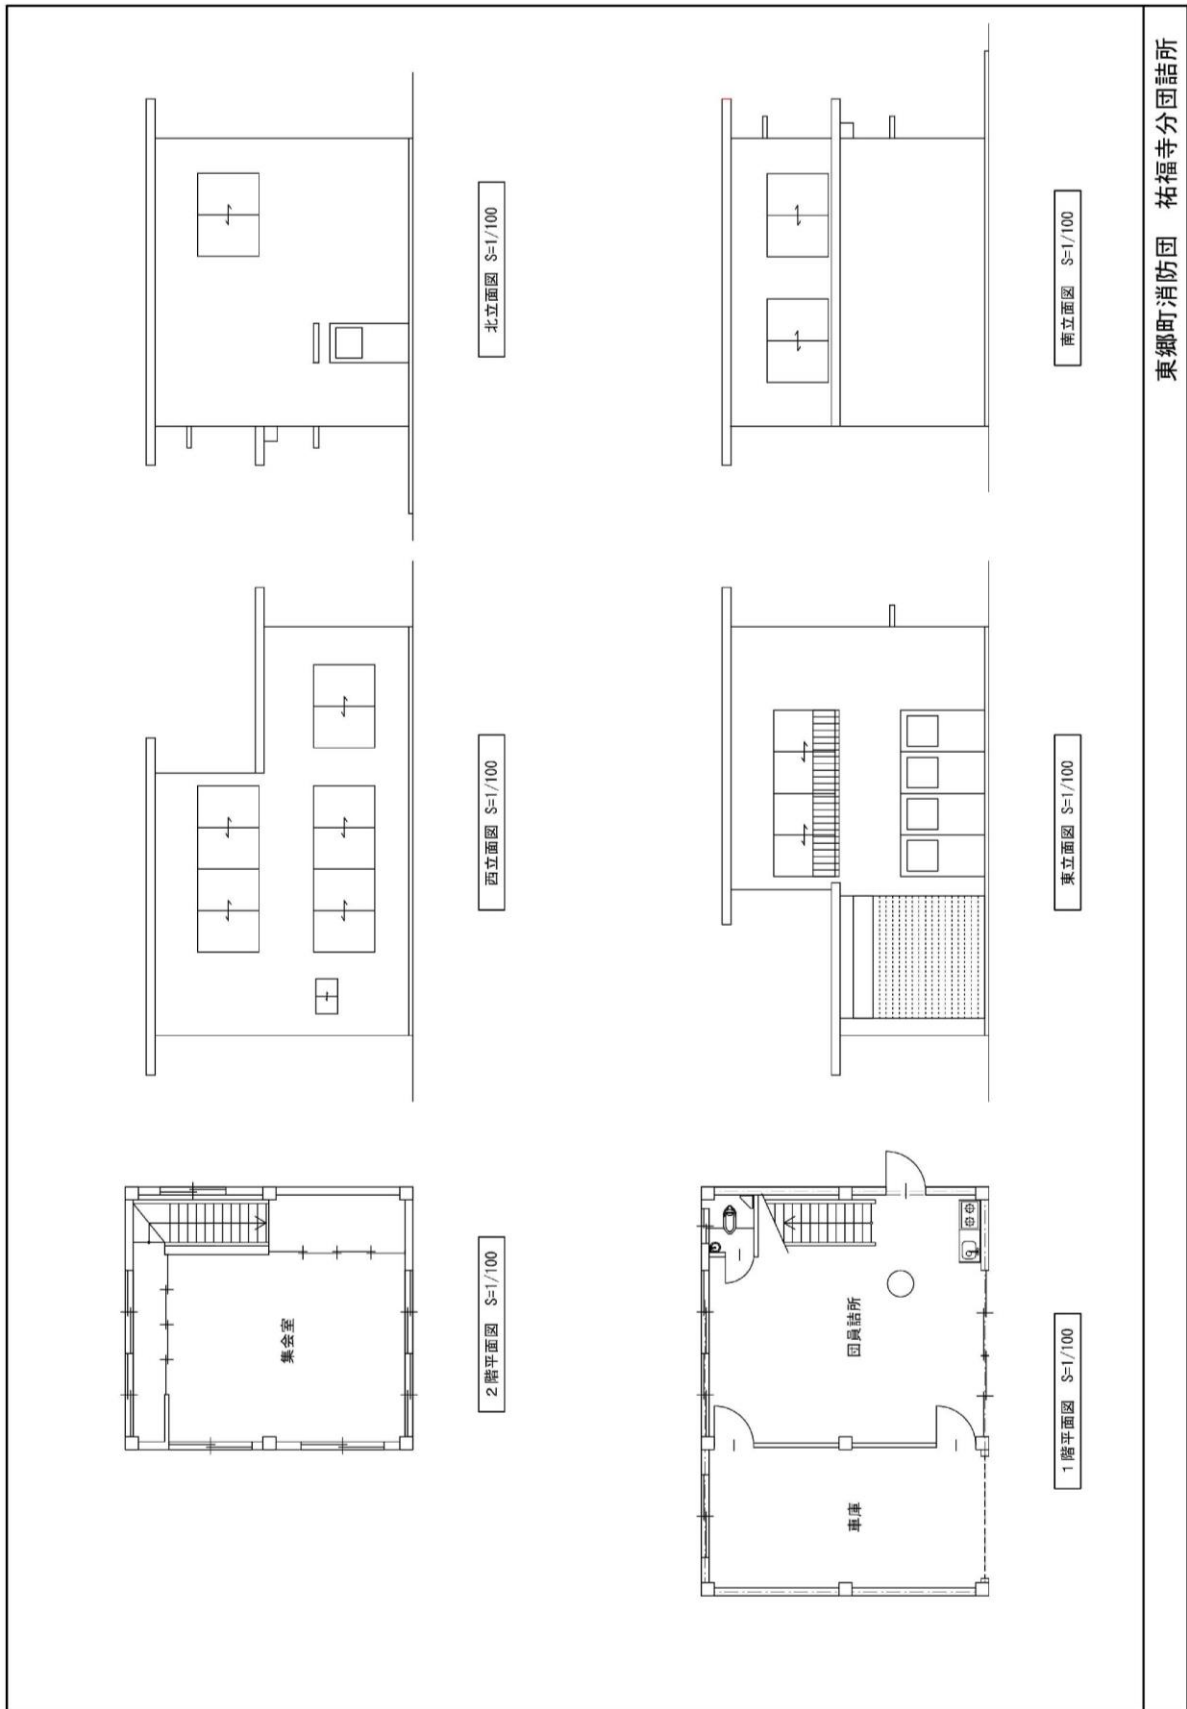 2階平面図 S=1/100
西立面図 S=1/100
北立面図 S=1/100
集会室
1階平面図 S=1/100
東立面図 S=1/100
南立面図 S=1/100
団員詰所
車庫
東郷町消防団 祐福寺分団詰所